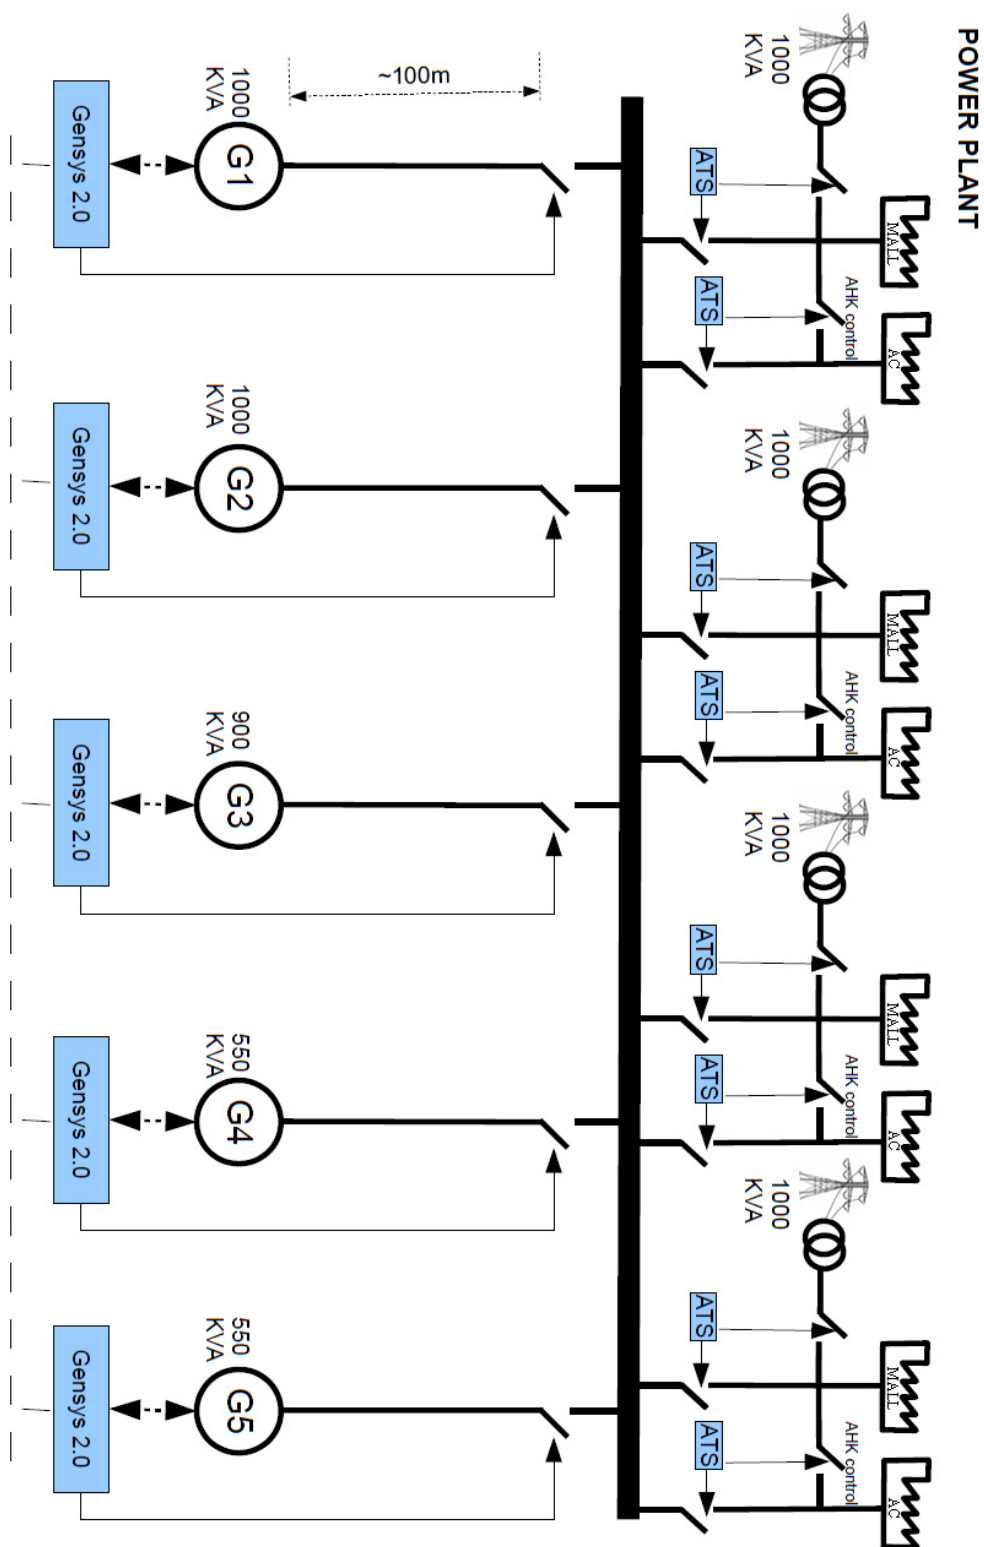 POWER PLANT
1000
KVA
ATS
MALL
ATS
AHK control
AC
1000
KVA
ATS
MALL
ATS
AHK control
AC
1000
KVA
ATS
MALL
ATS
AHK control
AC
1000
KVA
ATS
MALL
ATS
AHK control
AC
~100m
1000
KVA
G1
Gensys 2.0
1000
KVA
G2
Gensys 2.0
900
KVA
G3
Gensys 2.0
550
KVA
G4
Gensys 2.0
550
KVA
G5
Gensys 2.0